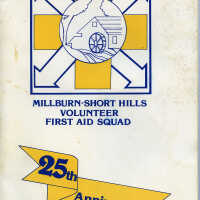 MILLBURN-SHORT HILLS
VOLUNTEER
FIRST AID SQUAD
25th